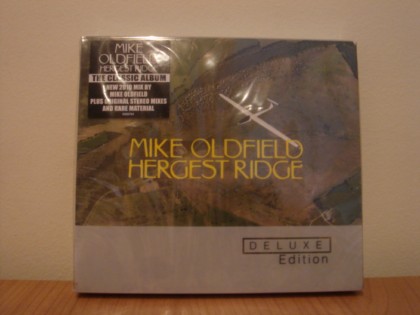 MIKE
OLDFIELD
HERGEST RIDGE
THE CLASSIC ALBUM
NEW 2010 MIX BY
MIKE OLDFIELD
PLUS ORIGINAL STEREO MIXES
AND RARE MATERIAL
MIKE OLDFIELD
HERGEST RIDGE
DELUXE
Edition